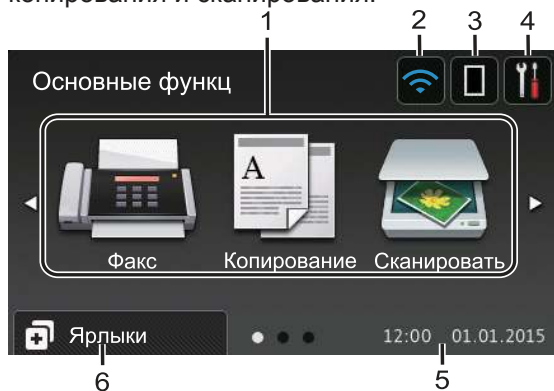 копирования и сканирования.
1 2 3 4
Основные функц
A
Факс Копирование Сканировать
Ярлыки 12:00 01.01.2015
6 5